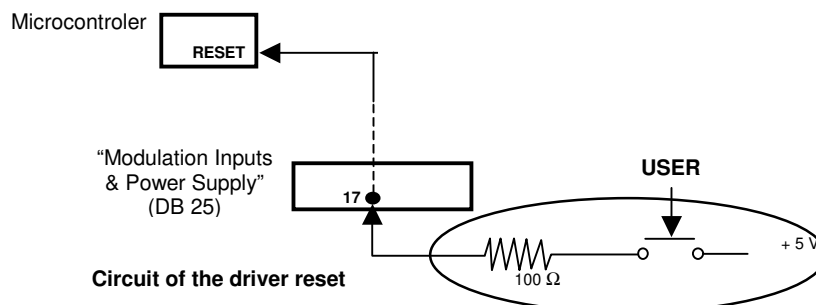 Microcontroler
RESET
“Modulation Inputs
& Power Supply”
(DB 25)
17
USER
+ 5 V
100 Ω
Circuit of the driver reset